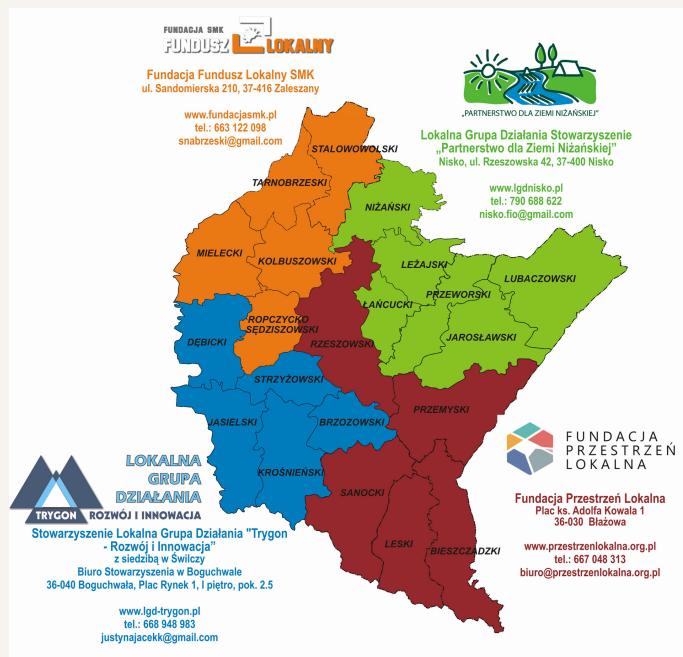 FUNDACJA SMK
FUNDUSZ LOKALNY
Fundacja Fundusz Lokalny SMK
ul. Sandomierska 210, 37-416 Zaleszany
www.fundacjasmk.pl
tel.: 663 122 098
snabrzeski@gmail.com
„PARTNERSTWO DLA ZIEMI NIŻAŃSKIEJ”
Lokalna Grupa Działania Stowarzyszenie
„Partnerstwo dla Ziemi Niżańskiej”
Nisko, ul. Rzeszowska 42, 37-400 Nisko
www.lgdnisko.pl
tel.: 790 688 622
nisko.fio@gmail.com
STALOWOWOLSKI
TARNOBRZESKI
NIŻAŃSKI
MIELECKI
KOLBUSZOWSKI
LEŻAJSKI
LUBACZOWSKI
PRZEWORSKI
ŁAŃCUCKI
ROPCZYCKO
SĘDZISZOWSKI
DĘBICKI
RZESZOWSKI
JAROSŁAWSKI
STRZYŻOWSKI
PRZEMYSKI
JASIELSKI
BRZOZOWSKI
KROŚNIEŃSKI
SANOCKI
LESKI
BIESZCZADZKI
LOKALNA
GRUPA
DZIAŁANIA
TRYGON ROZWÓJ I INNOWACJA
Stowarzyszenie Lokalna Grupa Działania "Trygon
- Rozwój i Innowacja”
z siedzibą w Świlczy
Biuro Stowarzyszenia w Boguchwale
36-040 Boguchwała, Plac Rynek 1, I piętro, pok. 2.5
www.lgd-trygon.pl
tel.: 668 948 983
justynajacekk@gmail.com
FUNDACJA
PRZESTRZEŃ
LOKALNA
Fundacja Przestrzeń Lokalna
Plac ks. Adolfa Kowala 1
36-030 Błażowa
www.przestrzenlokalna.org.pl
tel.: 667 048 313
biuro@przestrzenlokalna.org.pl